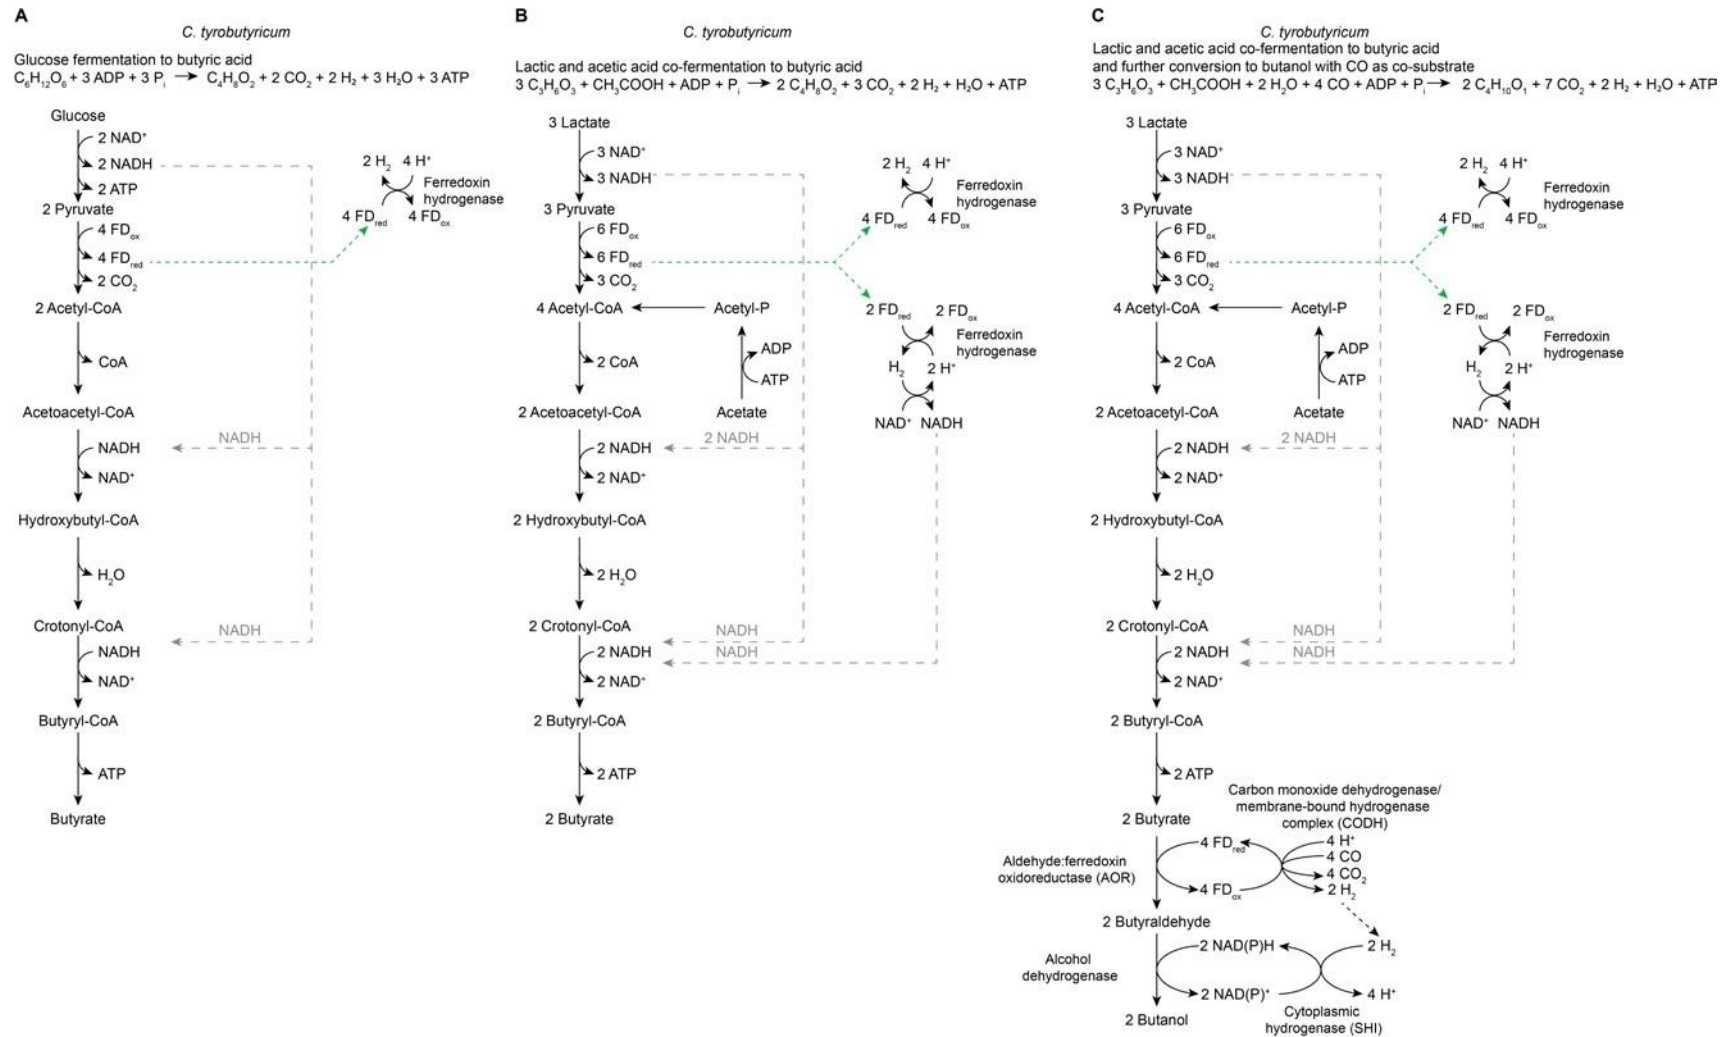 A
C. tyrobutyricum
Glucose fermentation to butyric acid
C₆H₁₂O₆ + 3 ADP + 3 Pᵢ → C₄H₈O₂ + 2 CO₂ + 2 H₂ + 3 H₂O + 3 ATP
Glucose
2 NAD⁺
2 NADH
2 ATP
2 Pyruvate
4 FDox
4 FDred
2 CO₂
2 Acetyl-CoA
CoA
Acetoacetyl-CoA
NADH
NAD⁺
Hydroxybutyl-CoA
H₂O
Crotonyl-CoA
NADH
NAD⁺
Butyryl-CoA
ATP
Butyrate
2 H₂ 4 H⁺
Ferredoxin
hydrogenase
4 FDred 4 FDox
NADH
NADH
B
C. tyrobutyricum
Lactic and acetic acid co-fermentation to butyric acid
3 C₃H₆O₃ + CH₃COOH + ADP + Pᵢ → 2 C₄H₈O₂ + 3 CO₂ + 2 H₂ + H₂O + ATP
3 Lactate
3 NAD⁺
3 NADH
3 Pyruvate
6 FDox
6 FDred
3 CO₂
4 Acetyl-CoA
Acetyl-P
2 CoA
ADP
ATP
2 Acetoacetyl-CoA
Acetate
2 NADH
2 NAD⁺
2 Hydroxybutyl-CoA
2 H₂O
2 Crotonyl-CoA
2 NADH
2 NAD⁺
2 Butyryl-CoA
2 ATP
2 Butyrate
2 H₂ 4 H⁺
Ferredoxin
hydrogenase
4 FDred 4 FDox
2 FDred 2 FDox
Ferredoxin
hydrogenase
H₂ 2 H⁺
NAD⁺ NADH
2 NADH
NADH
NADH
C
C. tyrobutyricum
Lactic and acetic acid co-fermentation to butyric acid
and further conversion to butanol with CO as co-substrate
3 C₃H₆O₃ + CH₃COOH + 2 H₂O + 4 CO + ADP + Pᵢ → 2 C₄H₁₀O₁ + 7 CO₂ + 2 H₂ + H₂O + ATP
3 Lactate
3 NAD⁺
3 NADH
3 Pyruvate
6 FDox
6 FDred
3 CO₂
4 Acetyl-CoA
Acetyl-P
2 CoA
ADP
ATP
2 Acetoacetyl-CoA
Acetate
2 NADH
2 NAD⁺
2 Hydroxybutyl-CoA
2 H₂O
2 Crotonyl-CoA
2 NADH
2 NAD⁺
2 Butyryl-CoA
2 ATP
2 Butyrate
2 H₂ 4 H⁺
Ferredoxin
hydrogenase
4 FDred 4 FDox
2 FDred 2 FDox
Ferredoxin
hydrogenase
H₂ 2 H⁺
NAD⁺ NADH
2 NADH
NADH
NADH
Carbon monoxide dehydrogenase/
membrane-bound hydrogenase
complex (CODH)
Aldehyde:ferredoxin
oxidoreductase (AOR)
4 FDred
4 FDox
4 H⁺
4 CO
4 CO₂
2 H₂
2 Butyraldehyde
Alcohol
dehydrogenase
2 NAD(P)H
2 NAD(P)⁺
2 H₂
4 H⁺
2 Butanol
Cytoplasmic
hydrogenase (SHI)